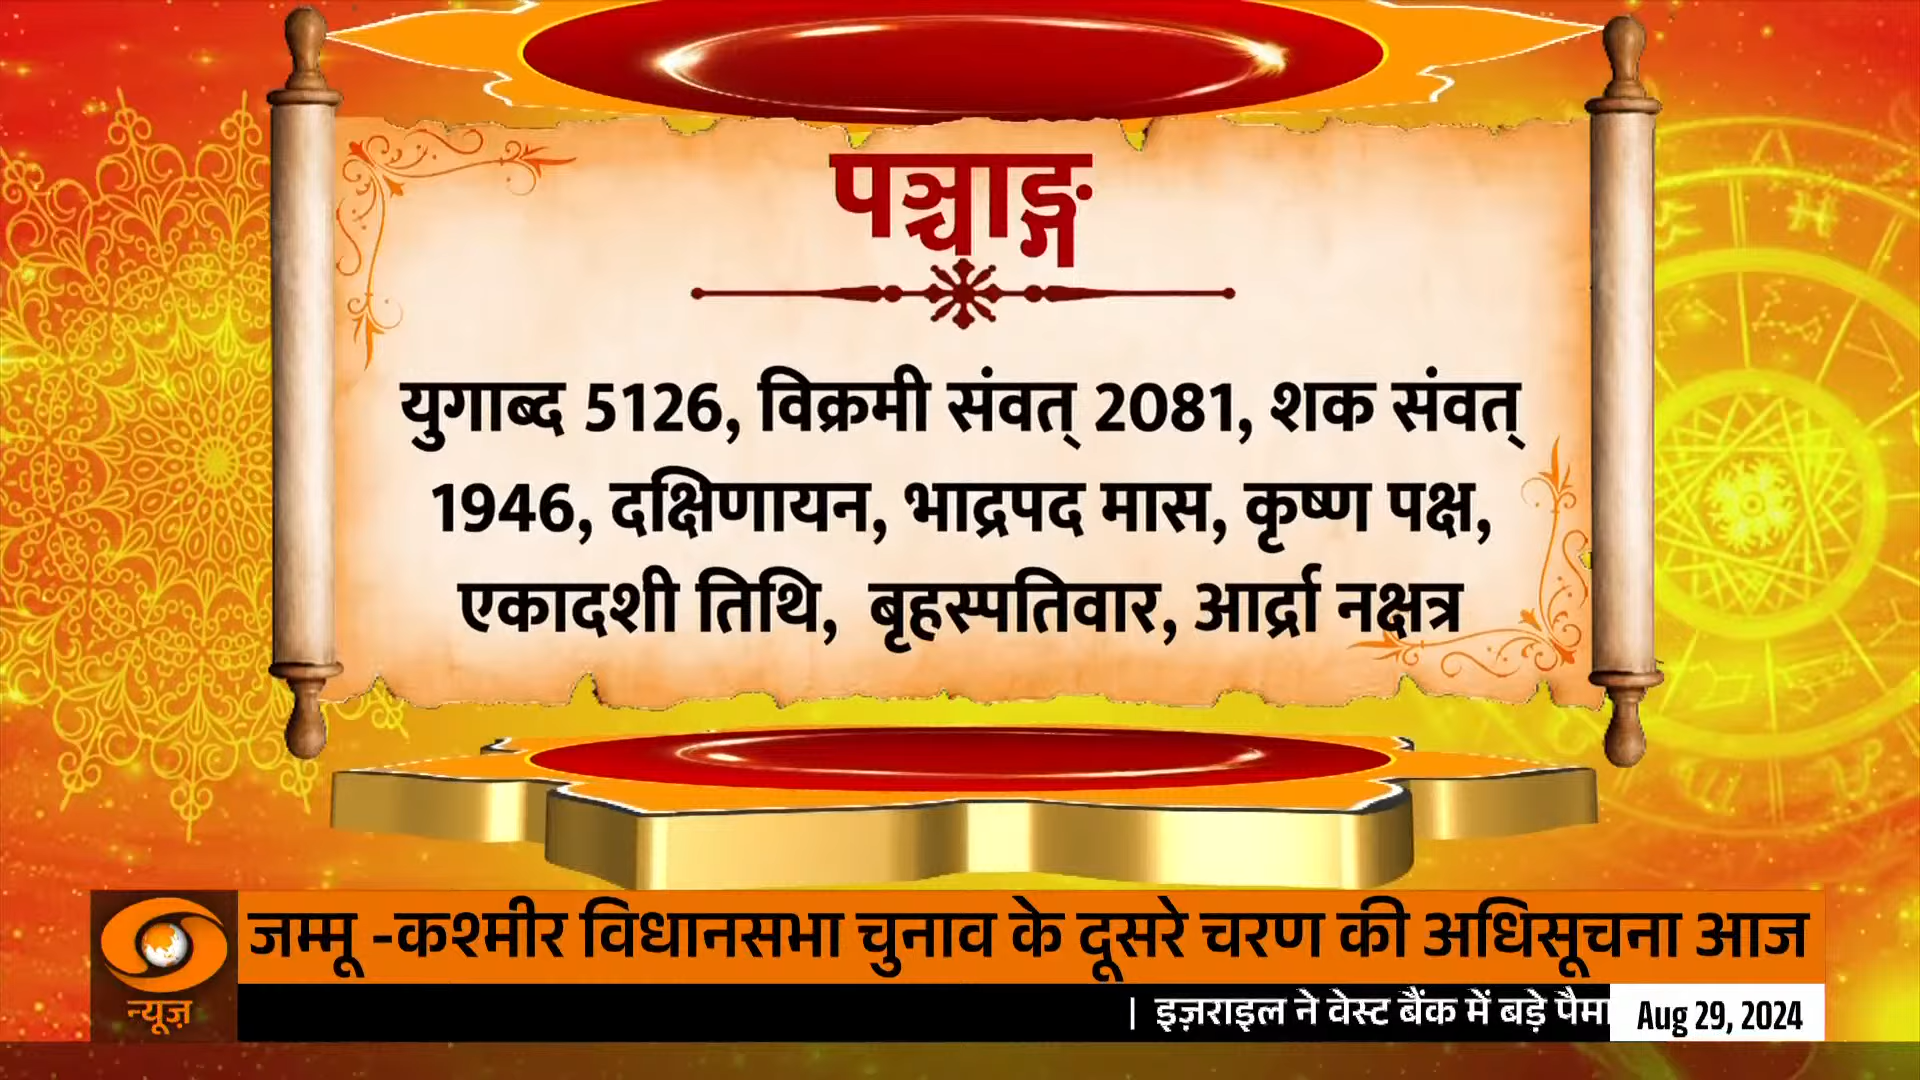 पञ्चाङ्ग
युगाब्द 5126, विक्रमी संवत् 2081, शक संवत्
1946, दक्षिणायन, भाद्रपद मास, कृष्ण पक्ष,
एकादशी तिथि, बृहस्पतिवार, आर्द्रा नक्षत्र
जम्मू -कश्मीर विधानसभा चुनाव के दूसरे चरण की अधिसूचना आज
न्यूज़
| इज़राइल ने वेस्ट बैंक में बड़े पैमा
Aug 29, 2024